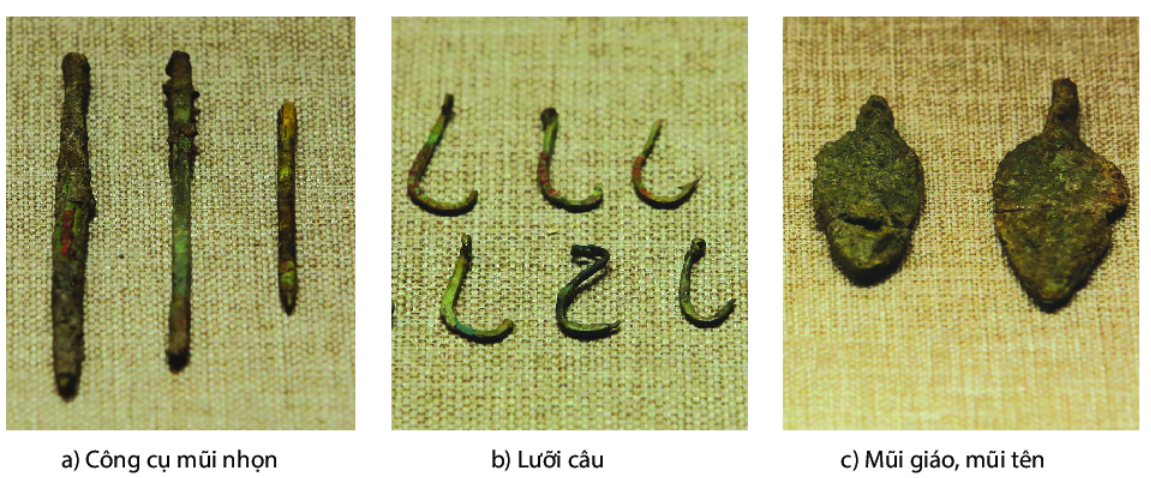 a) Công cụ mũi nhọn
b) Lưỡi câu
c) Mũi giáo, mũi tên